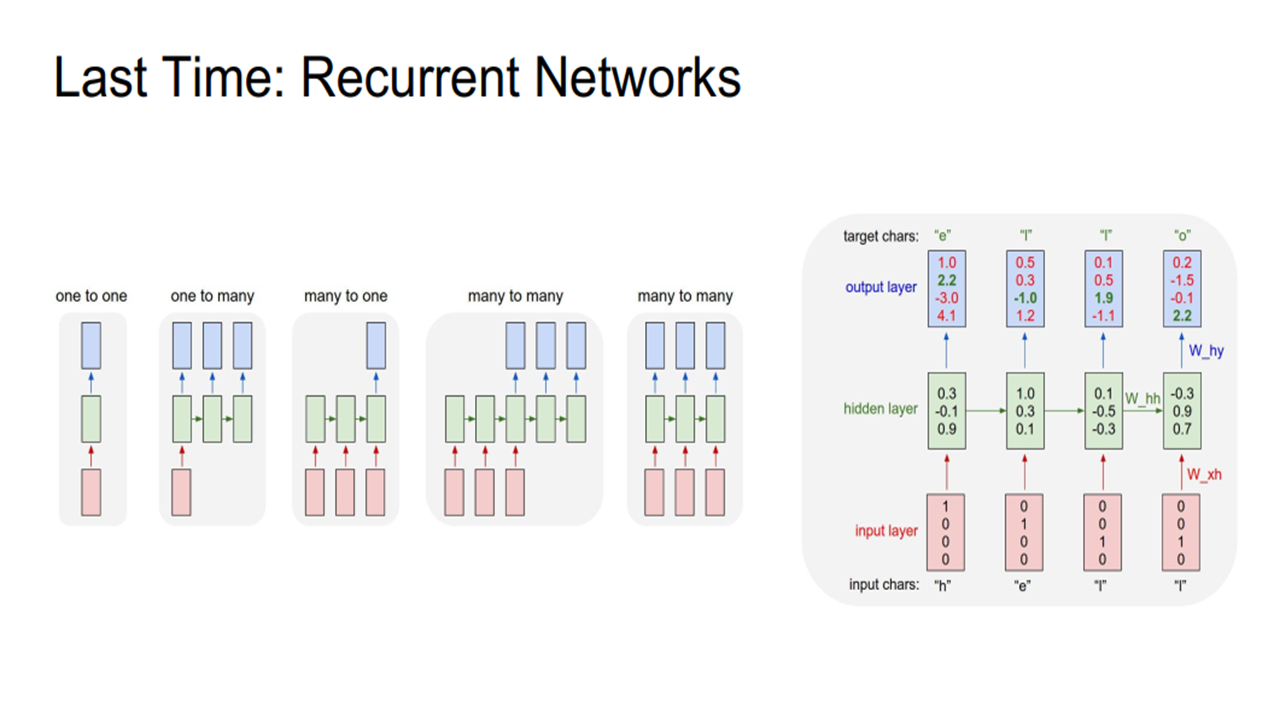 Last Time: Recurrent Networks
one to one
one to many
many to one
many to many
many to many
target chars: “e” “l” “l” “o”
output layer
1.0 0.5 0.1 0.2
2.2 0.3 0.5 -1.5
-3.0 -1.0 1.9 -0.1
4.1 1.2 -1.1 2.2
W_hy
hidden layer
0.3 1.0 0.1 W_hh -0.3
-0.1 0.3 -0.5 0.9
0.9 0.1 -0.3 0.7
W_xh
input layer
1 0 0 0
0 1 0 0
0 0 1 1
0 0 0 0
input chars: “h” “e” “l” “l”